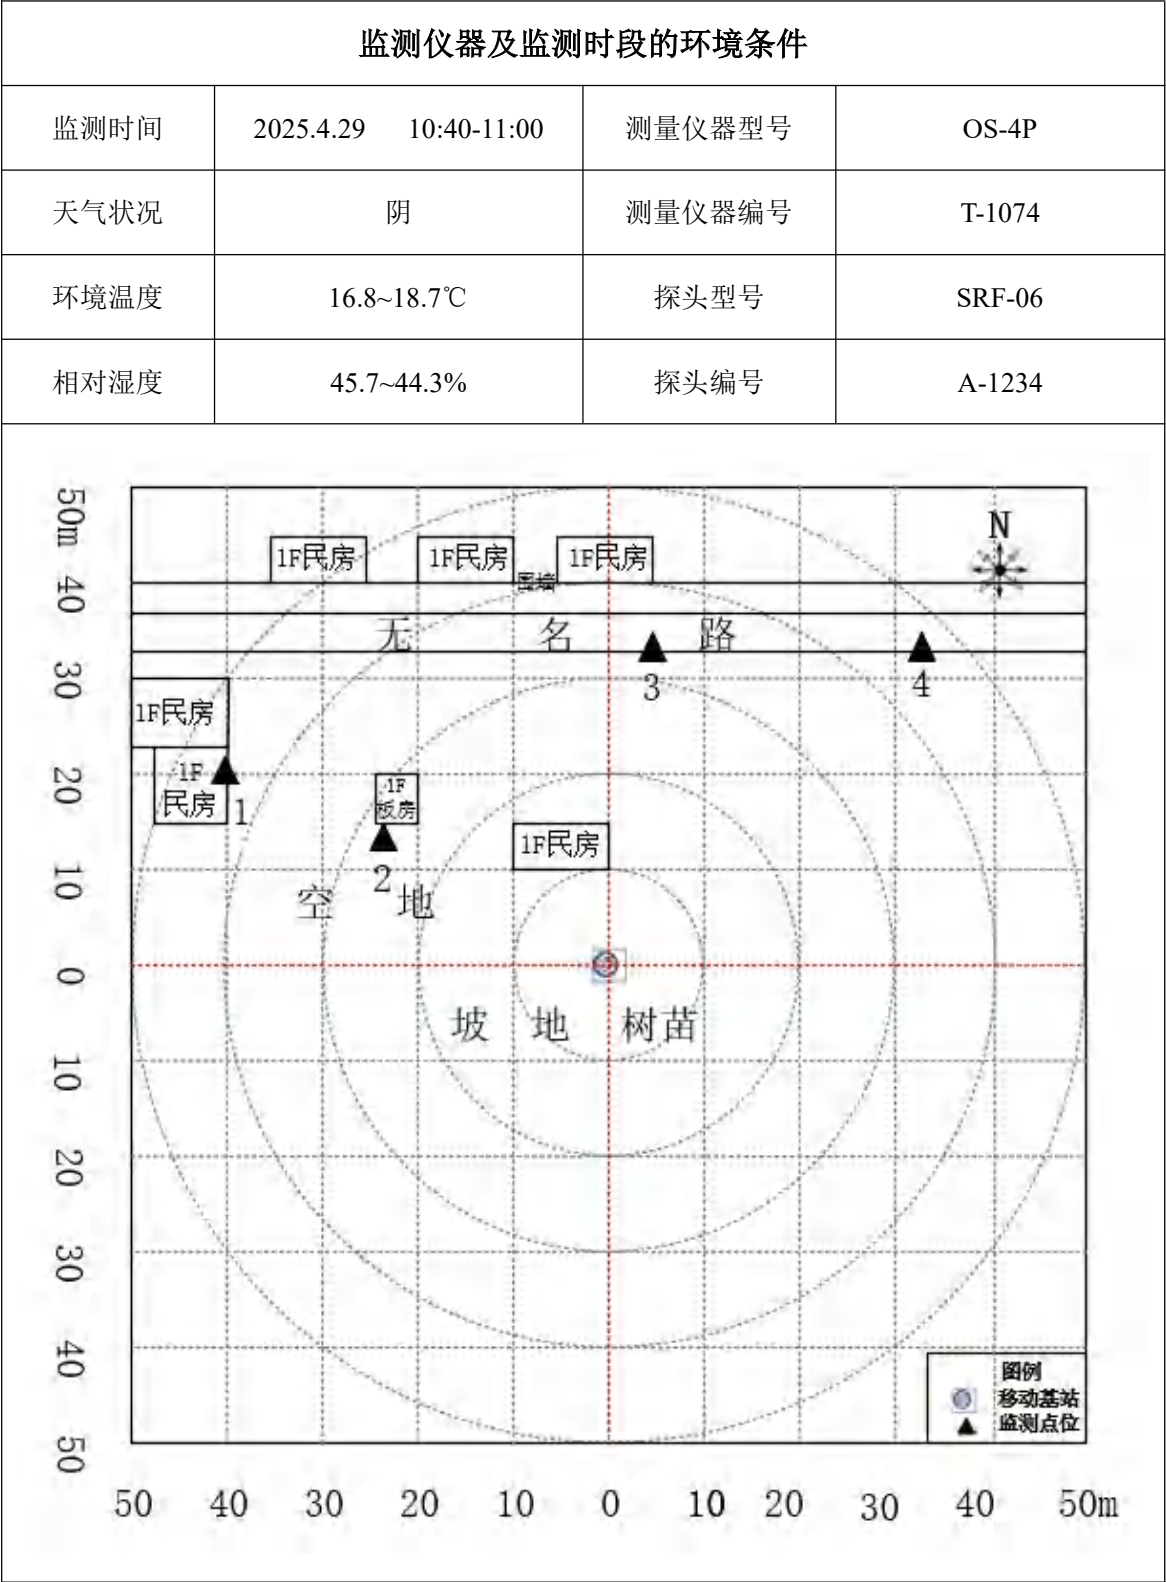 监测仪器及监测时段的环境条件
监测时间 2025.4.29 10:40-11:00 测量仪器型号 OS-4P
天气状况 阴 测量仪器编号 T-1074
环境温度 16.8~18.7℃ 探头型号 SRF-06
相对湿度 45.7~44.3% 探头编号 A-1234
50m
N
1F民房 1F民房 1F民房
围墙
40
无名路
3 4
30
1F民房
20
1F
民房
1
1F
板房
1F民房
2
10
空地
0
坡地 树苗
10
20
30
40
图例
移动基站
监测点位
50
50 40 30 20 10 0 10 20 30 40 50m